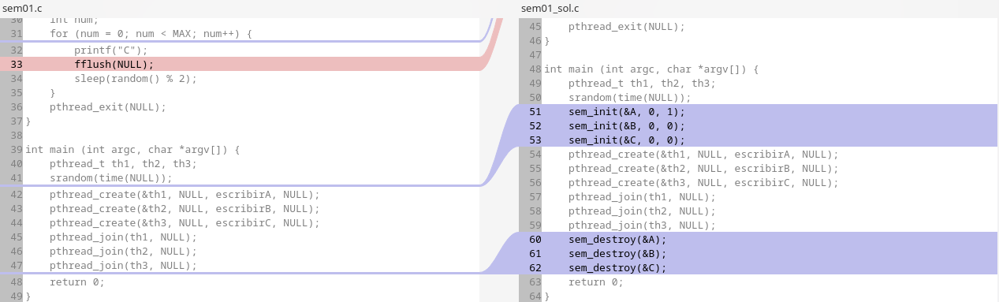 sem01.c
30 int num;
31 for (num = 0; num < MAX; num++) {
32 printf("C");
33 fflush(NULL);
34 sleep(random() % 2);
35 }
36 pthread_exit(NULL);
37 }
38
39 int main (int argc, char *argv[]) {
40 pthread_t th1, th2, th3;
41 srandom(time(NULL));
42 pthread_create(&th1, NULL, escribirA, NULL);
43 pthread_create(&th2, NULL, escribirB, NULL);
44 pthread_create(&th3, NULL, escribirC, NULL);
45 pthread_join(th1, NULL);
46 pthread_join(th2, NULL);
47 pthread_join(th3, NULL);
48 return 0;
49 }
sem01_sol.c
45 pthread_exit(NULL);
46 }
47
48 int main (int argc, char *argv[]) {
49 pthread_t th1, th2, th3;
50 srandom(time(NULL));
51 sem_init(&A, 0, 1);
52 sem_init(&B, 0, 0);
53 sem_init(&C, 0, 0);
54 pthread_create(&th1, NULL, escribirA, NULL);
55 pthread_create(&th2, NULL, escribirB, NULL);
56 pthread_create(&th3, NULL, escribirC, NULL);
57 pthread_join(th1, NULL);
58 pthread_join(th2, NULL);
59 pthread_join(th3, NULL);
60 sem_destroy(&A);
61 sem_destroy(&B);
62 sem_destroy(&C);
63 return 0;
64 }